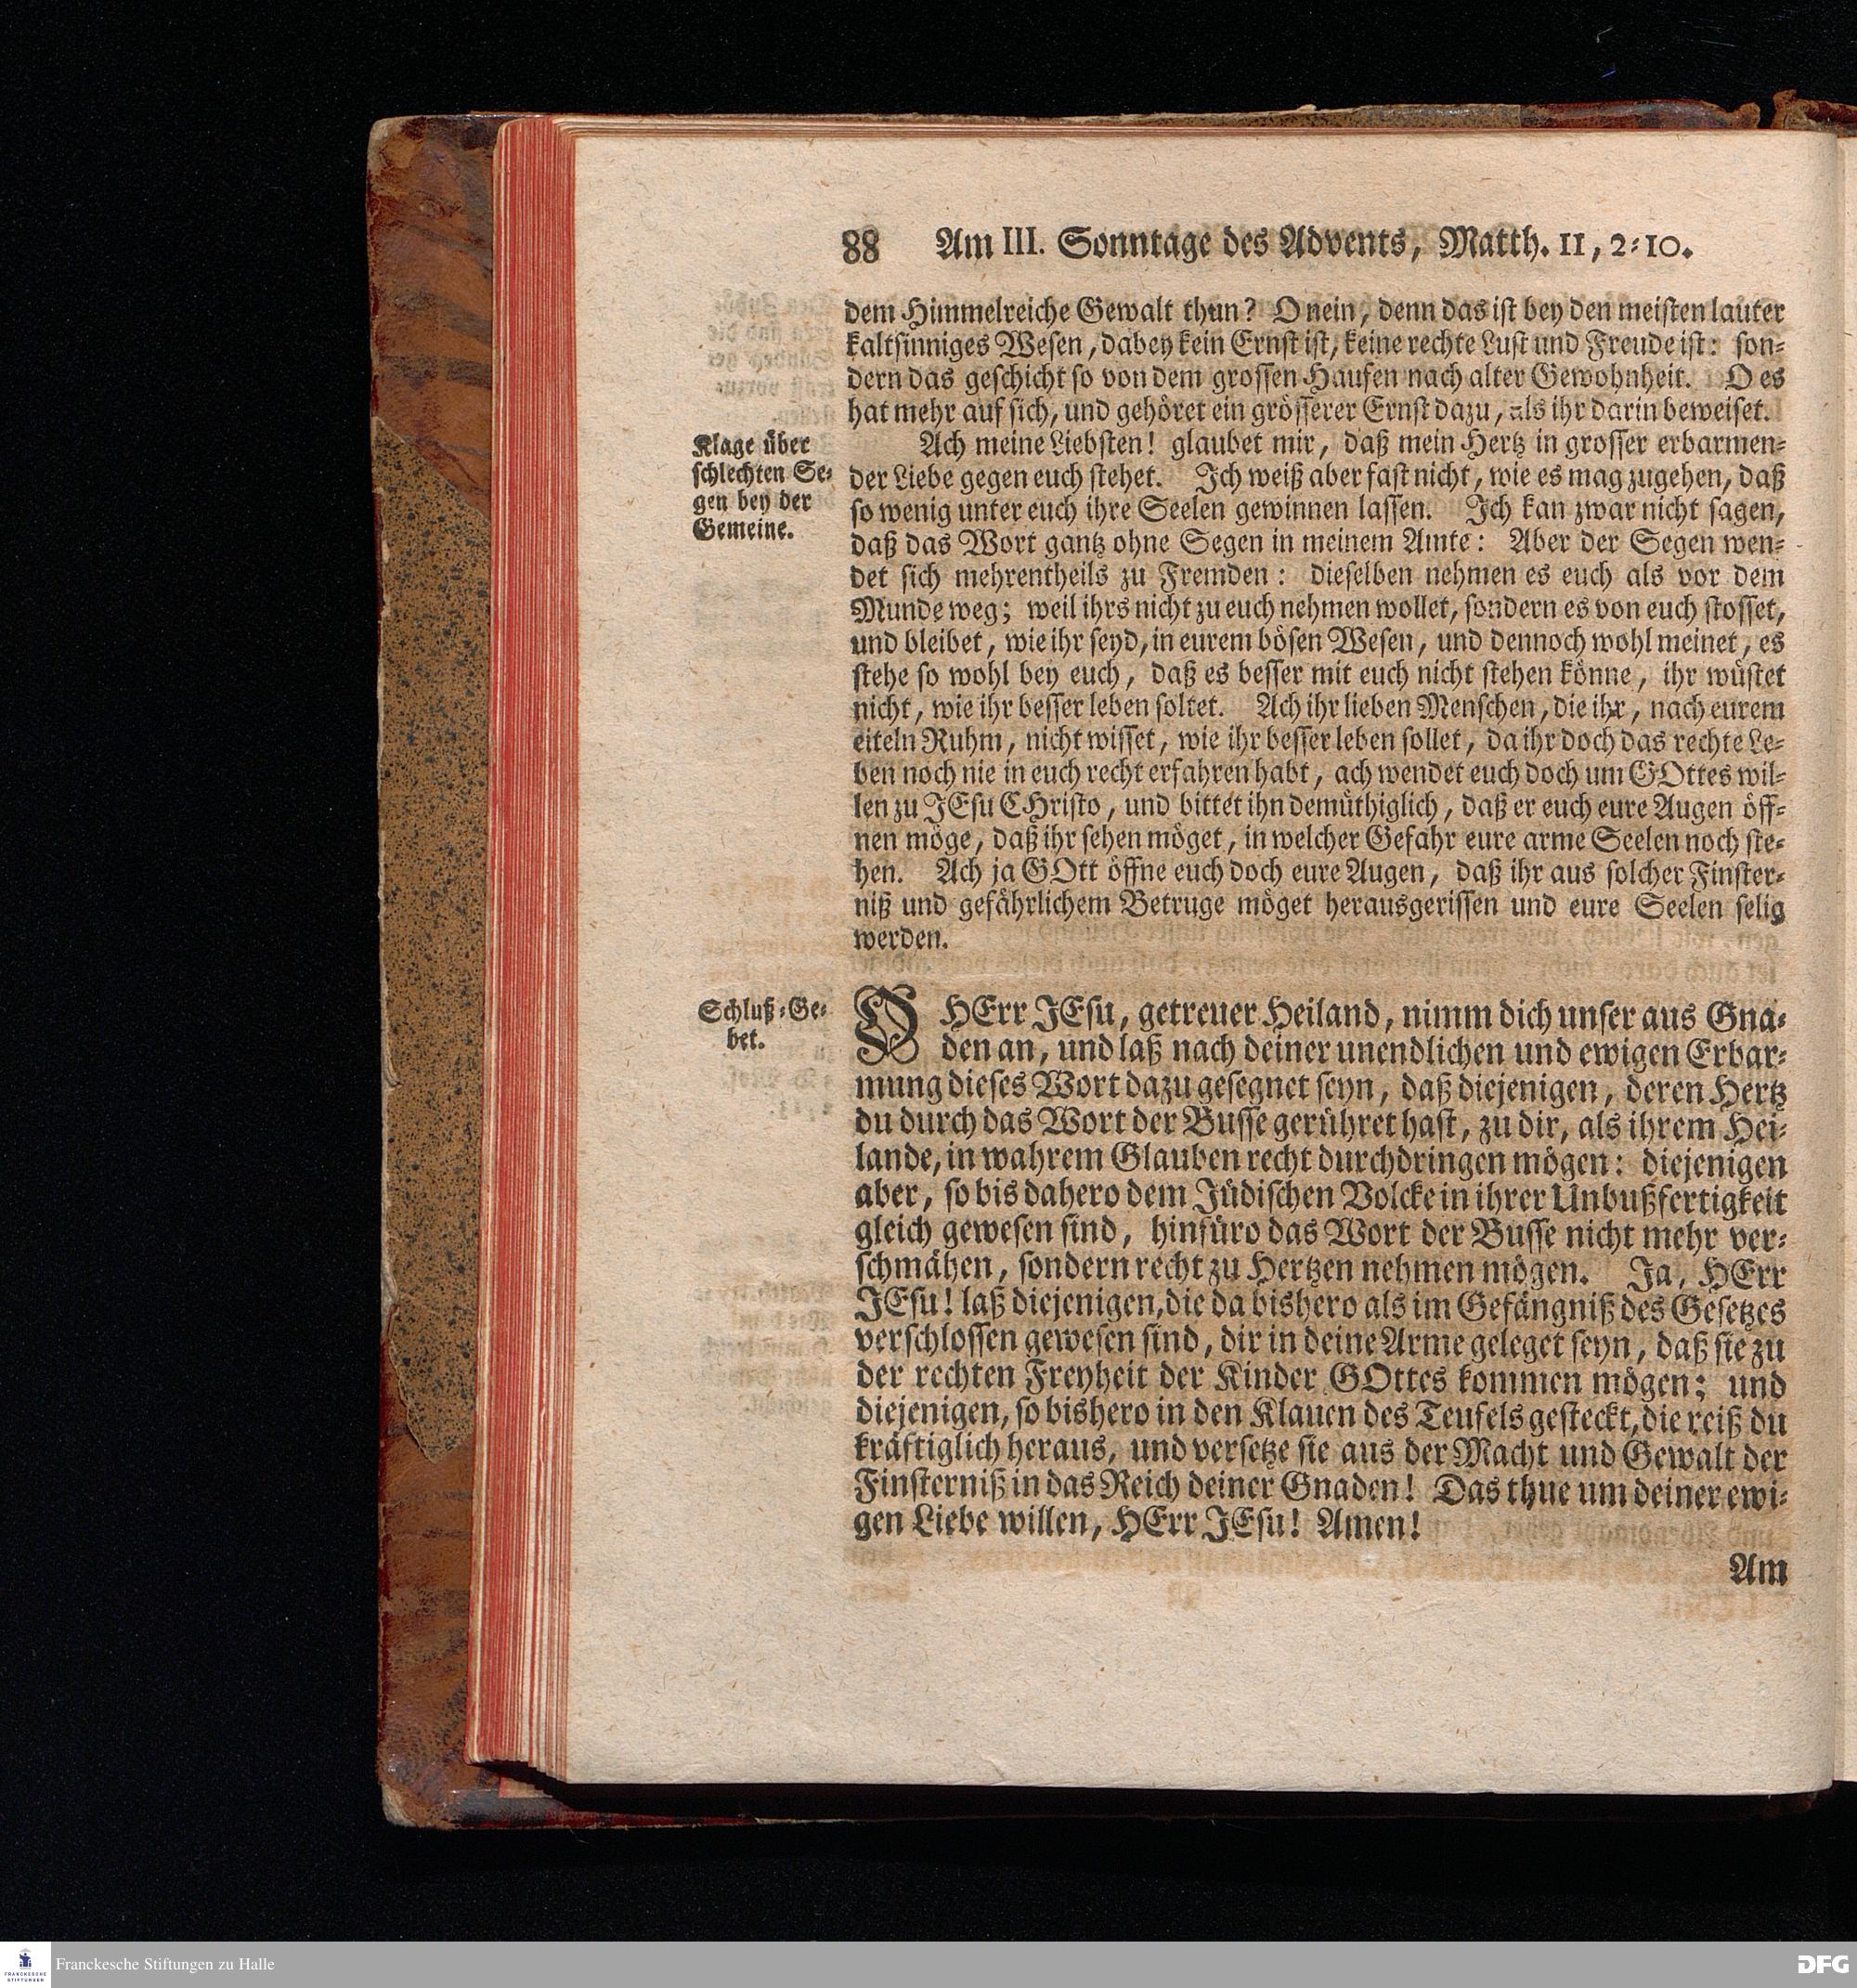 88 Am III. Sonntage des Advents, Matth. 11, 2-10.
dem Himmelreiche Gewalt thun? O nein, denn das ist bey den meisten lauter
kaltsinniges Wesen, dabey kein Ernst ist, keine rechte Lust und Freude ist: son-
dern das geschicht so von dem grossen Haufen nach alter Gewohnheit. O es
hat mehr auf sich, und gehöret ein grösserer Ernst dazu, als ihr darin beweiset.
Klage über
schlechten Se-
gen bey der
Gemeine.
Ach meine Liebsten! glaubet mir, daß mein Hertz in grosser erbarmen-
der Liebe gegen euch stehet. Ich weiß aber fast nicht, wie es mag zugehen, daß
so wenig unter euch ihre Seelen gewinnen lassen. Ich kan zwar nicht sagen,
daß das Wort gantz ohne Segen in meinem Amte: Aber der Segen wen-
det sich mehrentheils zu Fremden: dieselben nehmen es euch als vor dem
Munde weg; weil ihrs nicht zu euch nehmen wollet, sondern es von euch stosset,
und bleibet, wie ihr seyd, in eurem bösen Wesen, und dennoch wohl meinet, es
stehe so wohl bey euch, daß es besser mit euch nicht stehen könne, ihr wüstet
nicht, wie ihr besser leben soltet. Ach ihr lieben Menschen, die ihr, nach eurem
eiteln Ruhm, nicht wisset, wie ihr besser leben sollet, da ihr doch das rechte Le-
ben noch nie in euch recht erfahren habt, ach wendet euch doch um GOttes wil-
len zu JEsu CHristo, und bittet ihn demüthiglich, daß er euch eure Augen öff-
nen möge, daß ihr sehen möget, in welcher Gefahr eure arme Seelen noch ste-
hen. Ach ja GOtt öffne euch doch eure Augen, daß ihr aus solcher Finster-
niß und gefährlichem Betruge möget herausgerissen und eure Seelen selig
werden.
Schluß-Ge-
bet.
O HErr JEsu, getreuer Heiland, nimm dich unser aus Gna-
den an, und laß nach deiner unendlichen und ewigen Erbar-
mung dieses Wort dazu gesegnet seyn, daß diejenigen, deren Hertz
du durch das Wort der Busse gerühret hast, zu dir, als ihrem Hei-
lande, in wahrem Glauben recht durchdringen mögen: diejenigen
aber, so bis dahero dem Jüdischen Volcke in ihrer Unbußfertigkeit
gleich gewesen sind, hinfüro das Wort der Busse nicht mehr ver-
schmähen, sondern recht zu Hertzen nehmen mögen. Ja, HErr
JEsu! laß diejenigen, die da bishero als im Gefängniß des Gesetzes
verschlossen gewesen sind, dir in deine Arme geleget seyn, daß sie zu
der rechten Freyheit der Kinder GOttes kommen mögen; und
diejenigen, so bishero in den Klauen des Teufels gesteckt, die reiß du
kräftiglich heraus, und versetze sie aus der Macht und Gewalt der
Finsterniß in das Reich deiner Gnaden! Das thue um deiner ewi-
gen Liebe willen, HErr JEsu! Amen!
Am
FRANCKESCHE
STIFTUNGEN
Franckesche Stiftungen zu Halle
DFG